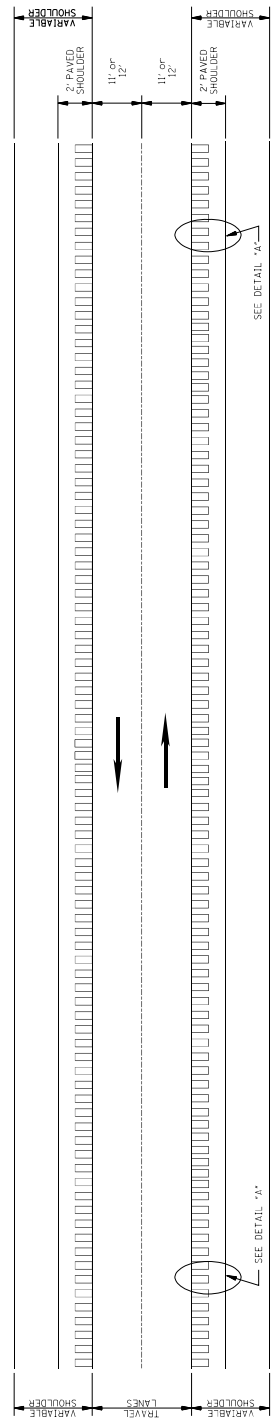 VARIABLE
SHOULDER
2' PAVED
SHOULDER
11' or
12'
11' or
12'
2' PAVED
SHOULDER
VARIABLE
SHOULDER
SEE DETAIL "A"
SEE DETAIL "A"
VARIABLE
SHOULDER
TRAVEL
LANES
VARIABLE
SHOULDER